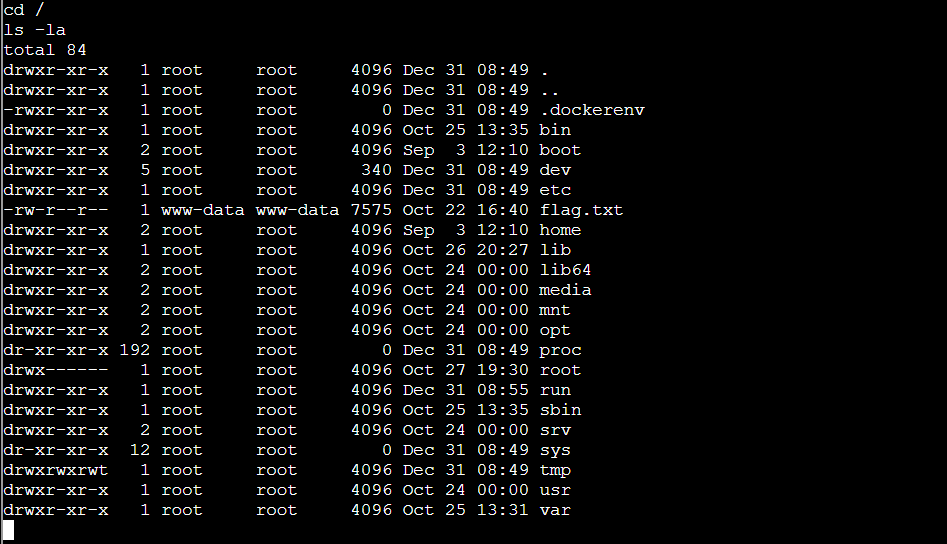 cd /
ls -la
total 84
drwxr-xr-x   1 root     root     4096 Dec 31 08:49 .
drwxr-xr-x   1 root     root     4096 Dec 31 08:49 ..
-rwxr-xr-x   1 root     root        0 Dec 31 08:49 .dockerenv
drwxr-xr-x   1 root     root     4096 Oct 25 13:35 bin
drwxr-xr-x   2 root     root     4096 Sep  3 12:10 boot
drwxr-xr-x   5 root     root      340 Dec 31 08:49 dev
drwxr-xr-x   1 root     root     4096 Dec 31 08:49 etc
-rw-r--r--   1 www-data www-data 7575 Oct 22 16:40 flag.txt
drwxr-xr-x   2 root     root     4096 Sep  3 12:10 home
drwxr-xr-x   1 root     root     4096 Oct 26 20:27 lib
drwxr-xr-x   2 root     root     4096 Oct 24 00:00 lib64
drwxr-xr-x   2 root     root     4096 Oct 24 00:00 media
drwxr-xr-x   2 root     root     4096 Oct 24 00:00 mnt
drwxr-xr-x   2 root     root     4096 Oct 24 00:00 opt
dr-xr-xr-x 192 root     root        0 Dec 31 08:49 proc
drwx------   1 root     root     4096 Oct 27 19:30 root
drwxr-xr-x   1 root     root     4096 Dec 31 08:55 run
drwxr-xr-x   1 root     root     4096 Oct 25 13:35 sbin
drwxr-xr-x   2 root     root     4096 Oct 24 00:00 srv
dr-xr-xr-x  12 root     root        0 Dec 31 08:49 sys
drwxrwxrwt   1 root     root     4096 Dec 31 08:49 tmp
drwxr-xr-x   1 root     root     4096 Oct 24 00:00 usr
drwxr-xr-x   1 root     root     4096 Oct 25 13:31 var